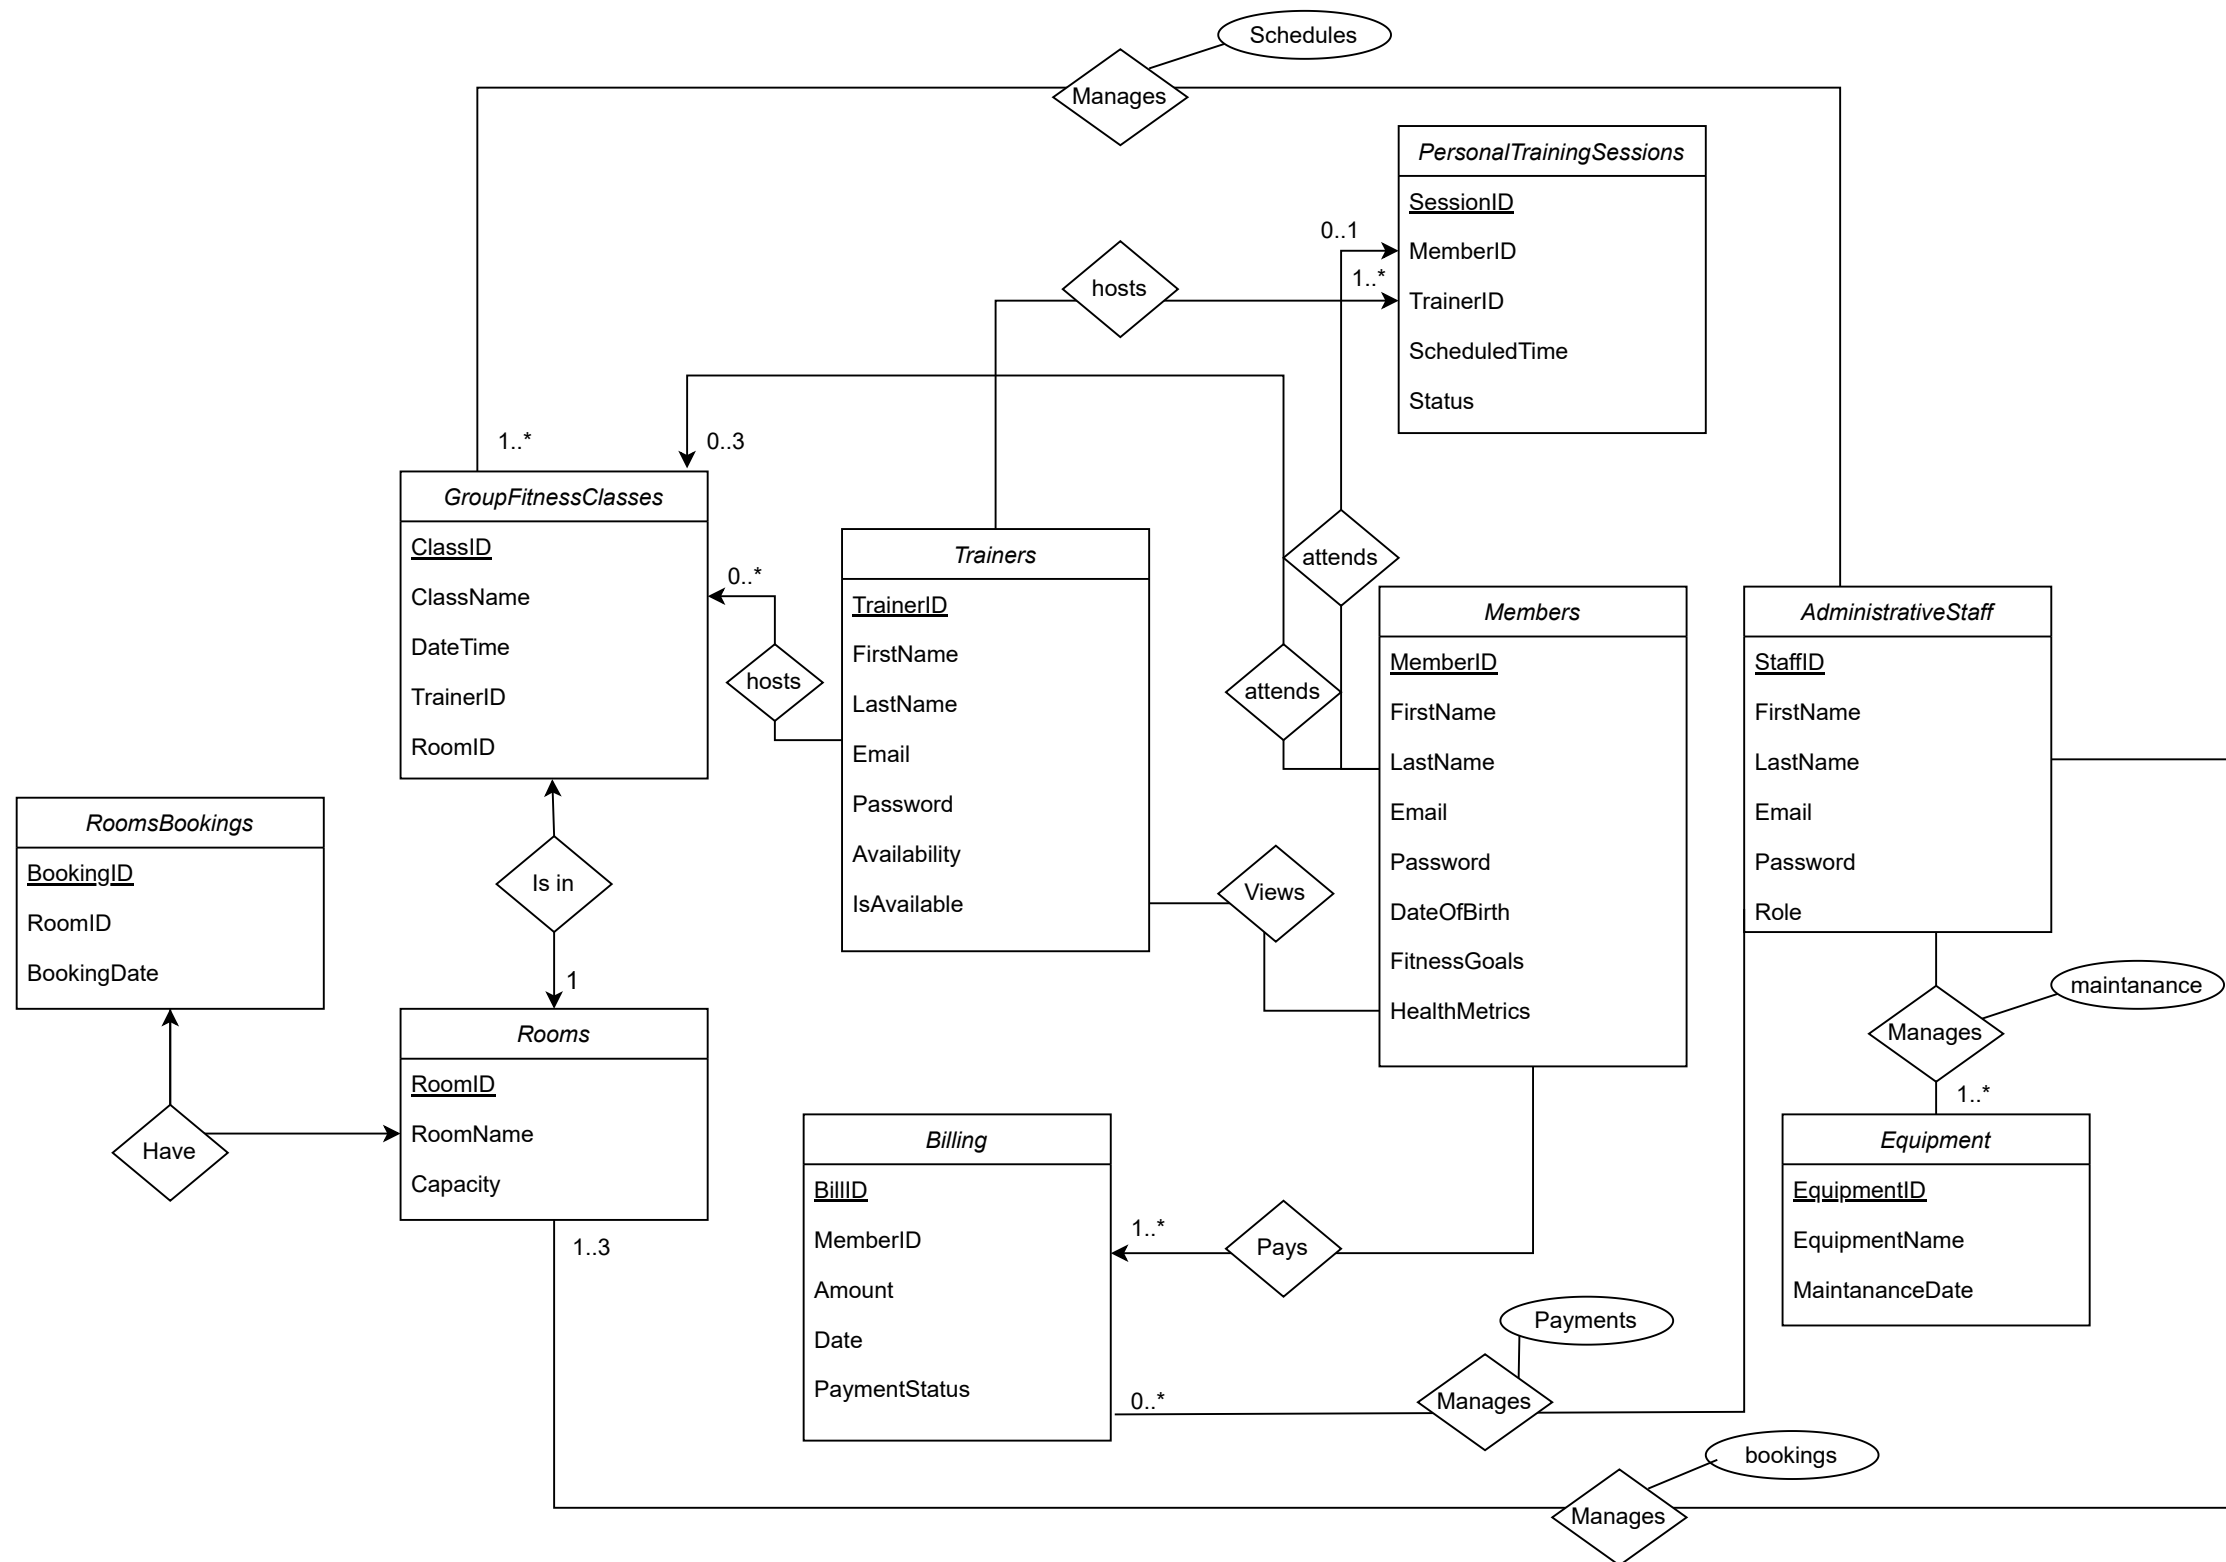 Schedules
Manages
PersonalTrainingSessions
SessionID
MemberID
TrainerID
ScheduledTime
Status
0..1
1..*
hosts
1..*
0..3
GroupFitnessClasses
ClassID
ClassName
DateTime
TrainerID
RoomID
0..*
hosts
Trainers
TrainerID
FirstName
LastName
Email
Password
Availability
IsAvailable
attends
attends
Members
MemberID
FirstName
LastName
Email
Password
DateOfBirth
FitnessGoals
HealthMetrics
Views
AdministrativeStaff
StaffID
FirstName
LastName
Email
Password
Role
RoomsBookings
BookingID
RoomID
BookingDate
Is in
1
Have
Rooms
RoomID
RoomName
Capacity
1..3
maintanance
Manages
1..*
Equipment
EquipmentID
EquipmentName
MaintananceDate
Billing
BillID
MemberID
Amount
Date
PaymentStatus
1..*
Pays
Payments
0..*
Manages
bookings
Manages